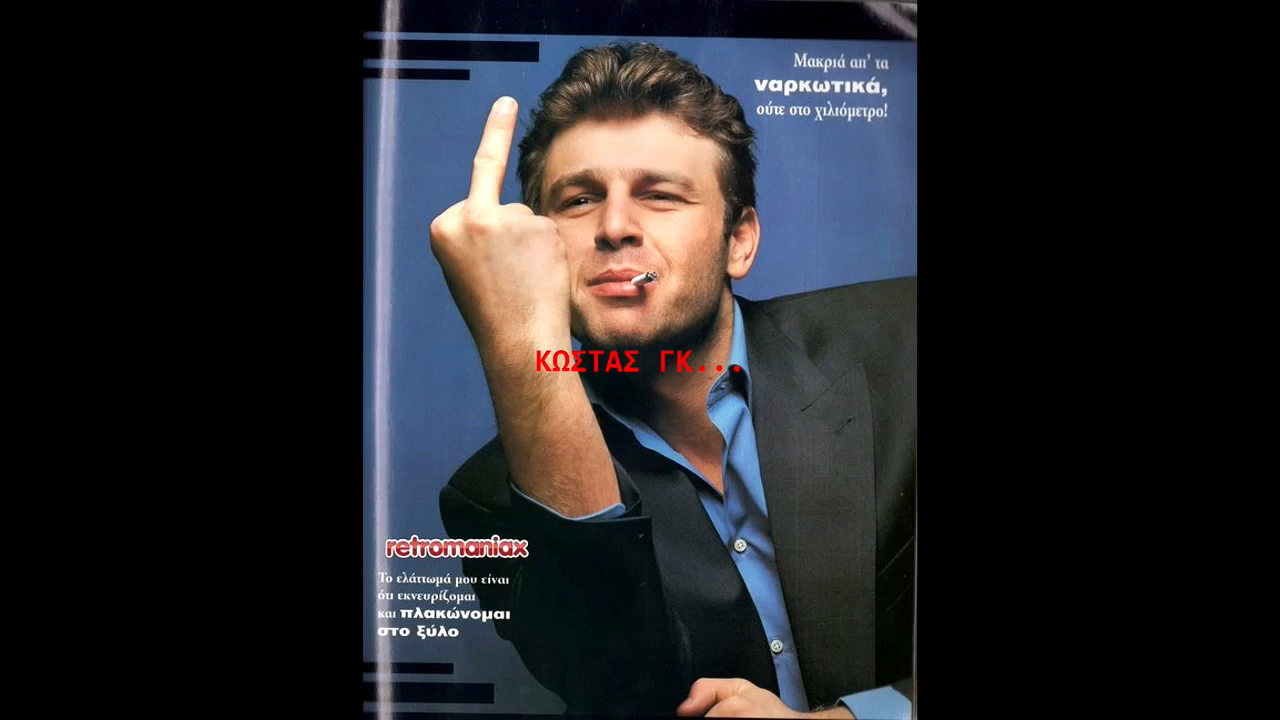 Μακριά απ' τα
ναρκωτικά,
ούτε στο χιλιόμετρο!
ΚΩΣΤΑΣ ΓΚ...
retromaniax
Το ελάττωμά μου είναι
ότι εκνευρίζομαι
και πλακώνομαι
στο ξύλο